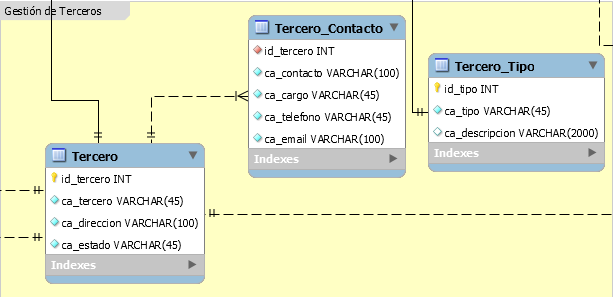 Gestión de Terceros
Tercero_Contacto
id_tercero INT
ca_contacto VARCHAR(100)
ca_cargo VARCHAR(45)
ca_telefono VARCHAR(45)
ca_email VARCHAR(100)
Indexes
Tercero_Tipo
id_tipo INT
ca_tipo VARCHAR(45)
ca_descripcion VARCHAR(2000)
Indexes
Tercero
id_tercero INT
ca_tercero VARCHAR(45)
ca_direccion VARCHAR(100)
ca_estado VARCHAR(45)
Indexes